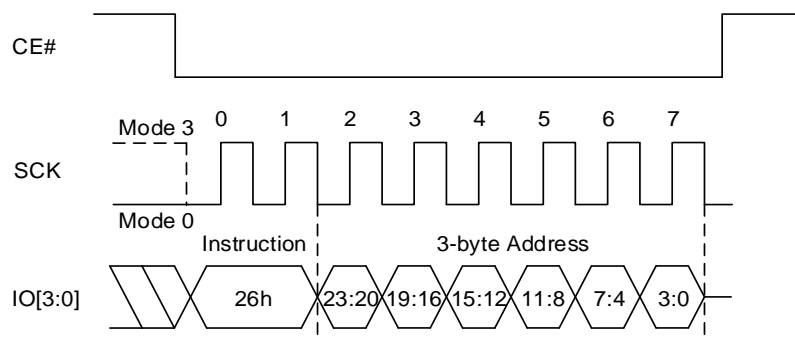 CE#
Mode 3
0 1 2 3 4 5 6 7
SCK
Mode 0
Instruction
3-byte Address
IO[3:0]
26h
23:20 19:16 15:12 11:8 7:4 3:0